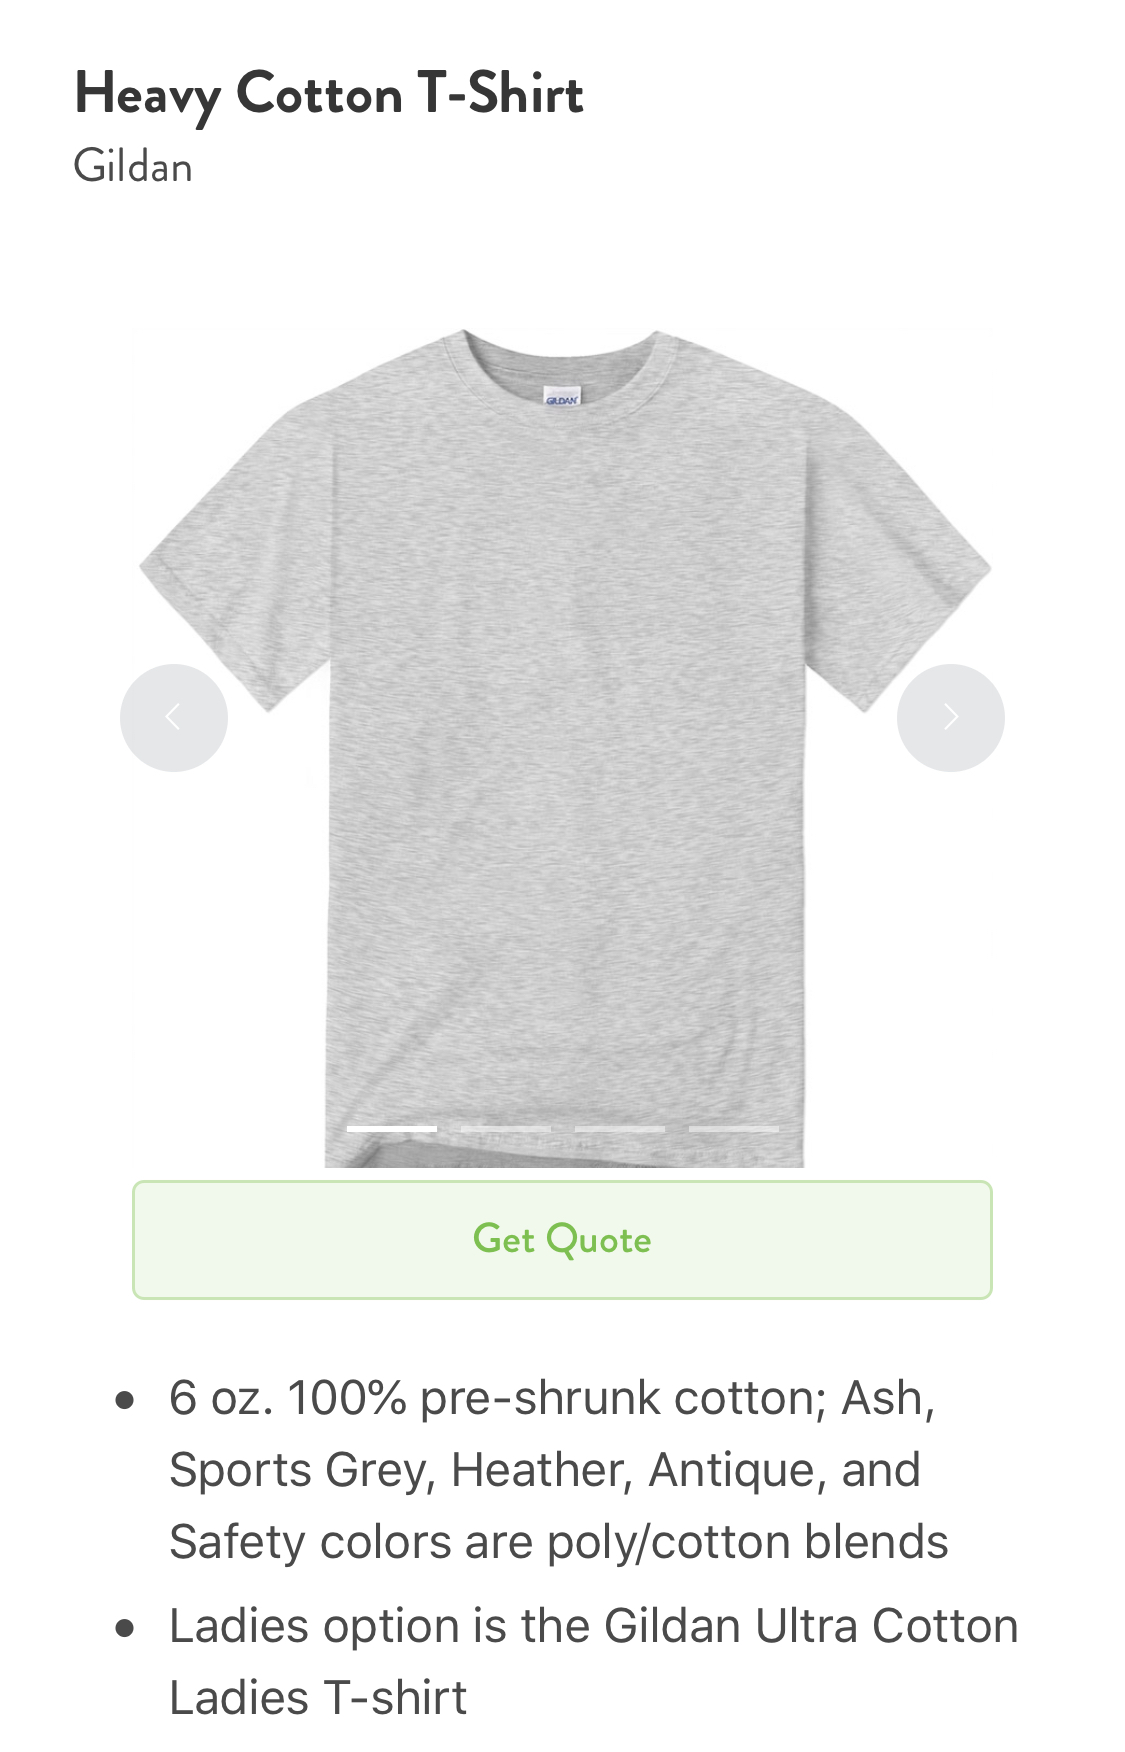 Heavy Cotton T-Shirt
Gildan
GILDAN
Get Quote
• 6 oz. 100% pre-shrunk cotton; Ash,
Sports Grey, Heather, Antique, and
Safety colors are poly/cotton blends
• Ladies option is the Gildan Ultra Cotton
Ladies T-shirt